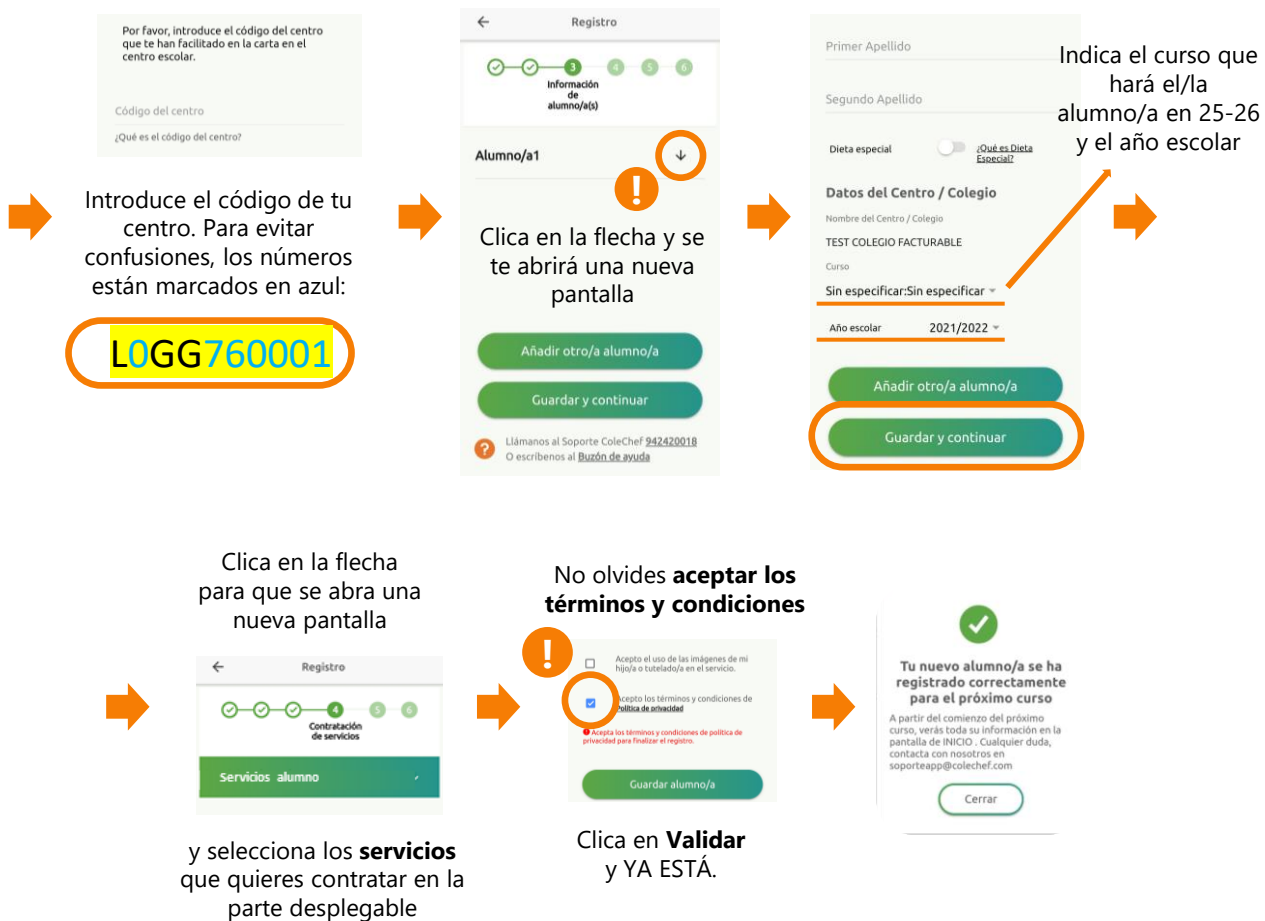 Por favor, introduce el código del centro
que te han facilitado en la carta en el
centro escolar.
Código del centro
¿Qué es el código del centro?
Introduce el código de tu
centro. Para evitar
confusiones, los números
están marcados en azul:
L0GG760001
Registro
3
4
5
6
Información
de
alumno/a(s)
Alumno/a1
!
Clica en la flecha y se
te abrirá una nueva
pantalla
Añadir otro/a alumno/a
Guardar y continuar
?
Llámanos al Soporte ColeChef 942420018
O escríbenos al Buzón de ayuda
Primer Apellido
Segundo Apellido
Dieta especial
¿Qué es Dieta
Especial?
Datos del Centro / Colegio
Nombre del Centro / Colegio
TEST COLEGIO FACTURABLE
Curso
Sin especificar:Sin especificar
Año escolar 2021/2022
Añadir otro/a alumno/a
Guardar y continuar
Indica el curso que
hará el/la
alumno/a en 25-26
y el año escolar
Clica en la flecha
para que se abra una
nueva pantalla
Registro
4
5
6
Contratación
de servicios
Servicios alumno
y selecciona los servicios
que quieres contratar en la
parte desplegable
No olvides aceptar los
términos y condiciones
!
Acepto el uso de las imágenes de mi
hijo/a o tutelado/a en el servicio.
Acepto los términos y condiciones de
Política de privacidad
Acepta los términos y condiciones de política de
privacidad para finalizar el registro.
Guardar alumno/a
Clica en Validar
y YA ESTÁ.
Tu nuevo alumno/a se ha
registrado correctamente
para el próximo curso
A partir del comienzo del próximo
curso, verás toda su información en la
pantalla de INICIO . Cualquier duda,
contacta con nosotros en
soporteapp@colechef.com
Cerrar